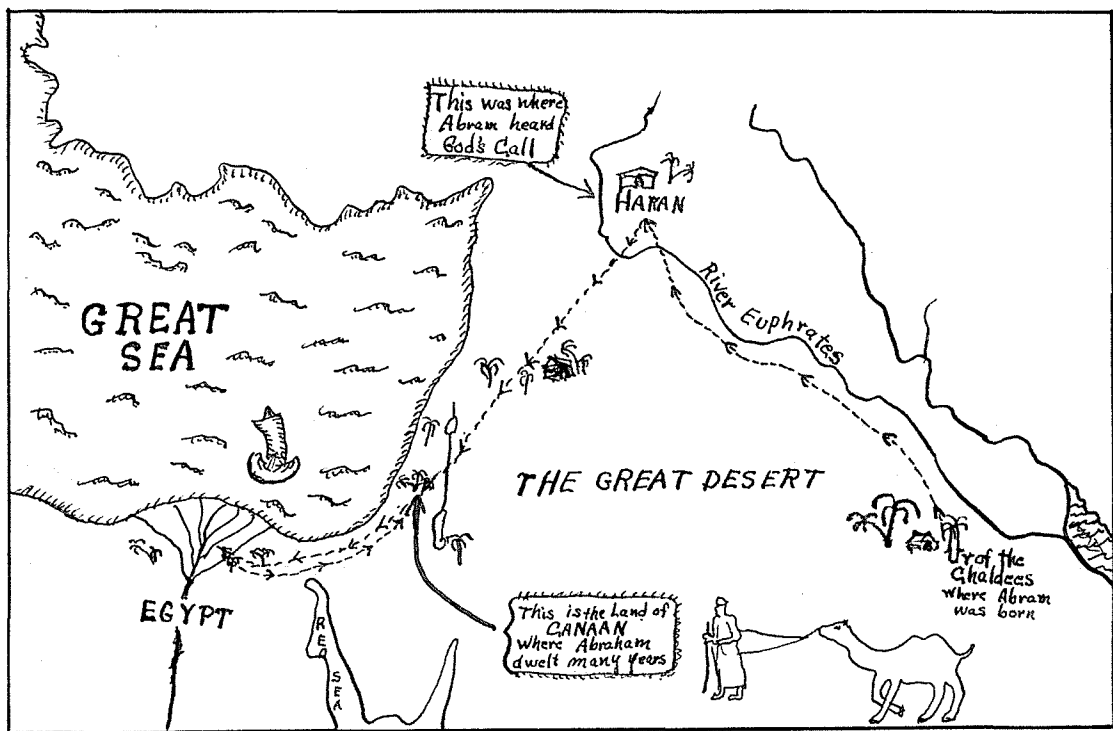 This was where
Abram heard
God's Call
HARAN
River Euphrates
GREAT
SEA
THE GREAT DESERT
Ur of the
Chaldees
where Abram
was born
EGYPT
RED
SEA
This is the Land of
CANAAN
where Abraham
dwelt many years